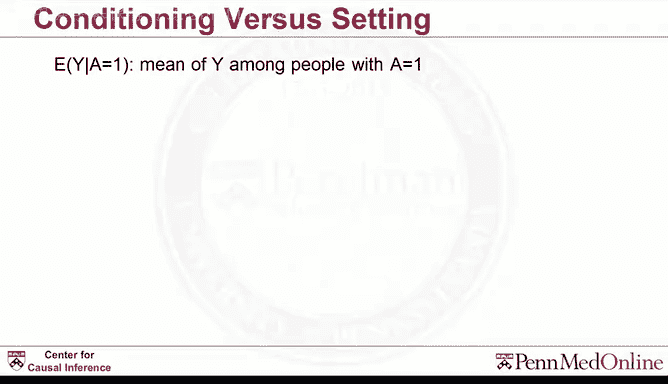 Conditioning Versus Setting
E(Y|A=1): mean of Y among people with A=1
Center for
Causal Inference
PennMedOnline